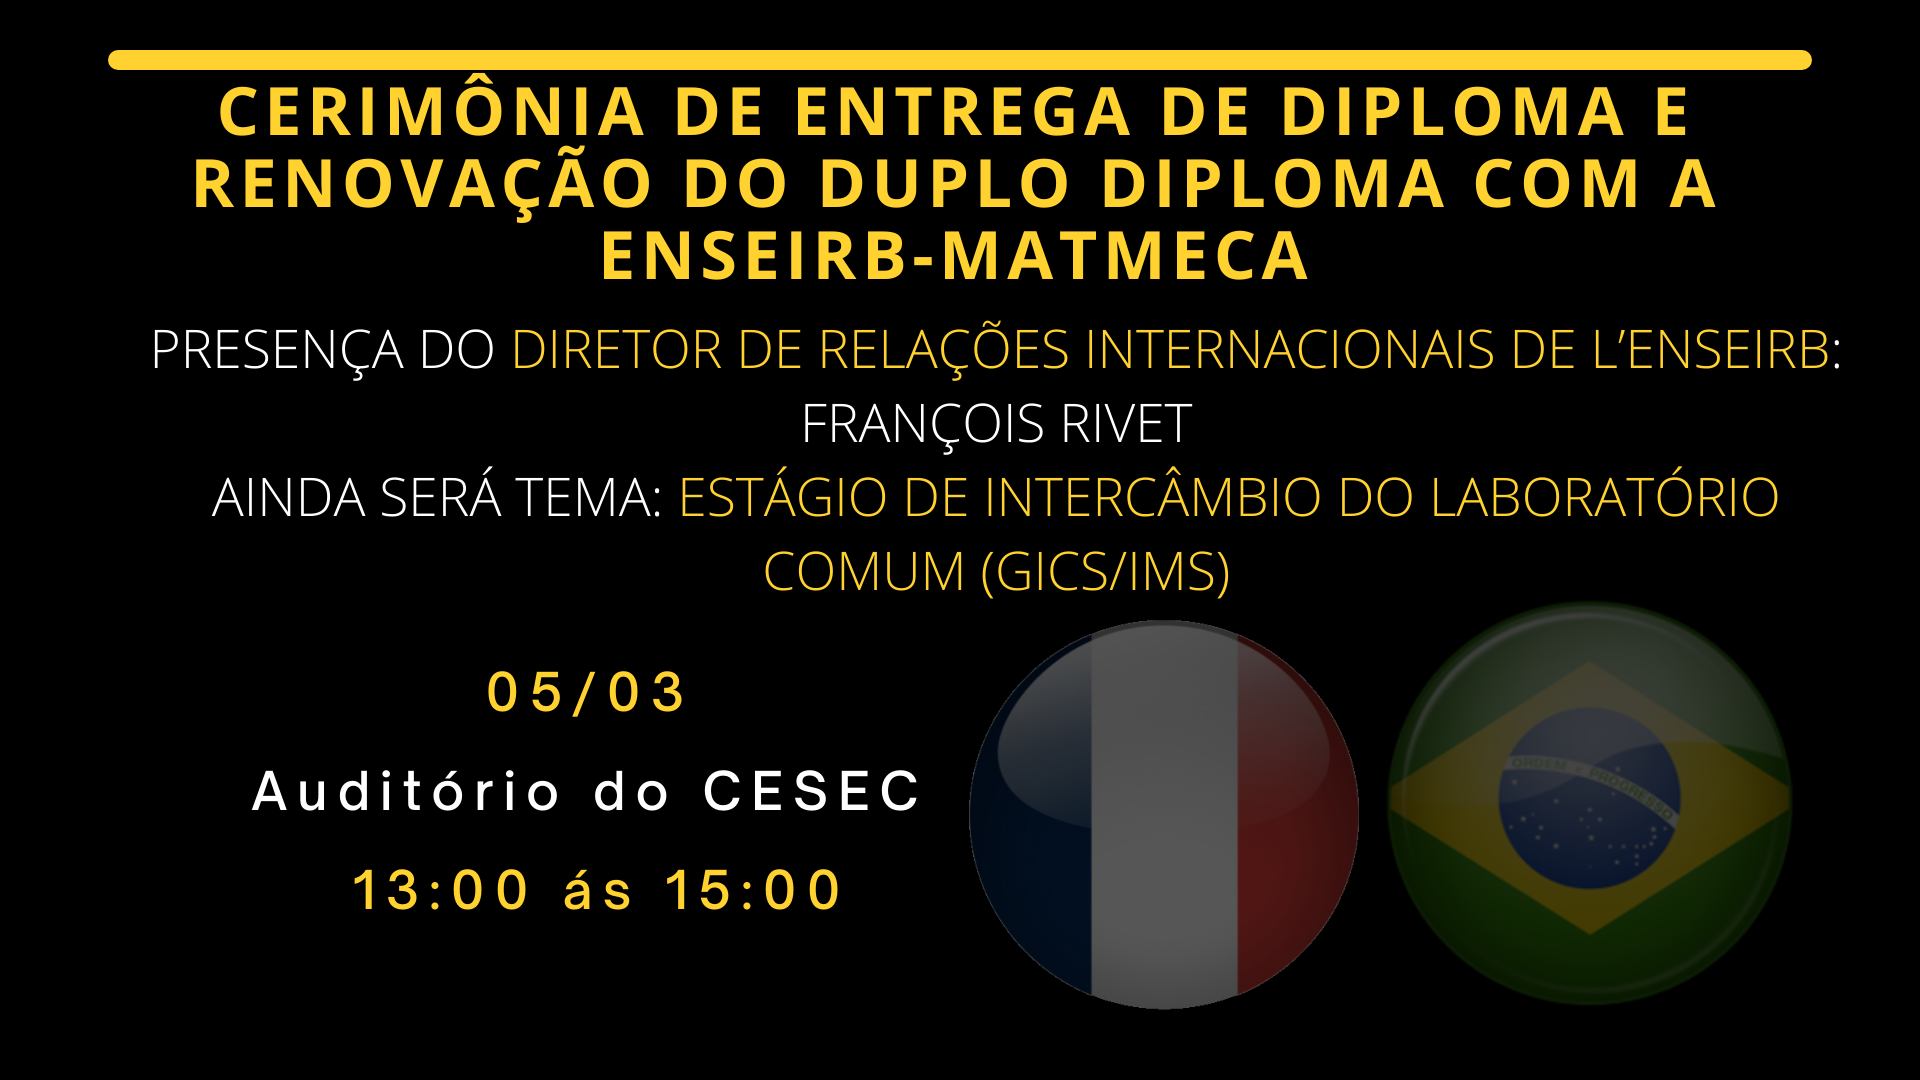 CERIMÔNIA DE ENTREGA DE DIPLOMA E
RENOVAÇÃO DO DUPLO DIPLOMA COM A
ENSEIRB-MATMECA
PRESENÇA DO DIRETOR DE RELAÇÕES INTERNACIONAIS DE L’ENSEIRB:
FRANÇOIS RIVET
AINDA SERÁ TEMA: ESTÁGIO DE INTERCÂMBIO DO LABORATÓRIO
COMUM (GICS/IMS)
05/03
Auditório do CESEC
13:00 ás 15:00
ORDEM E PROGRESSO